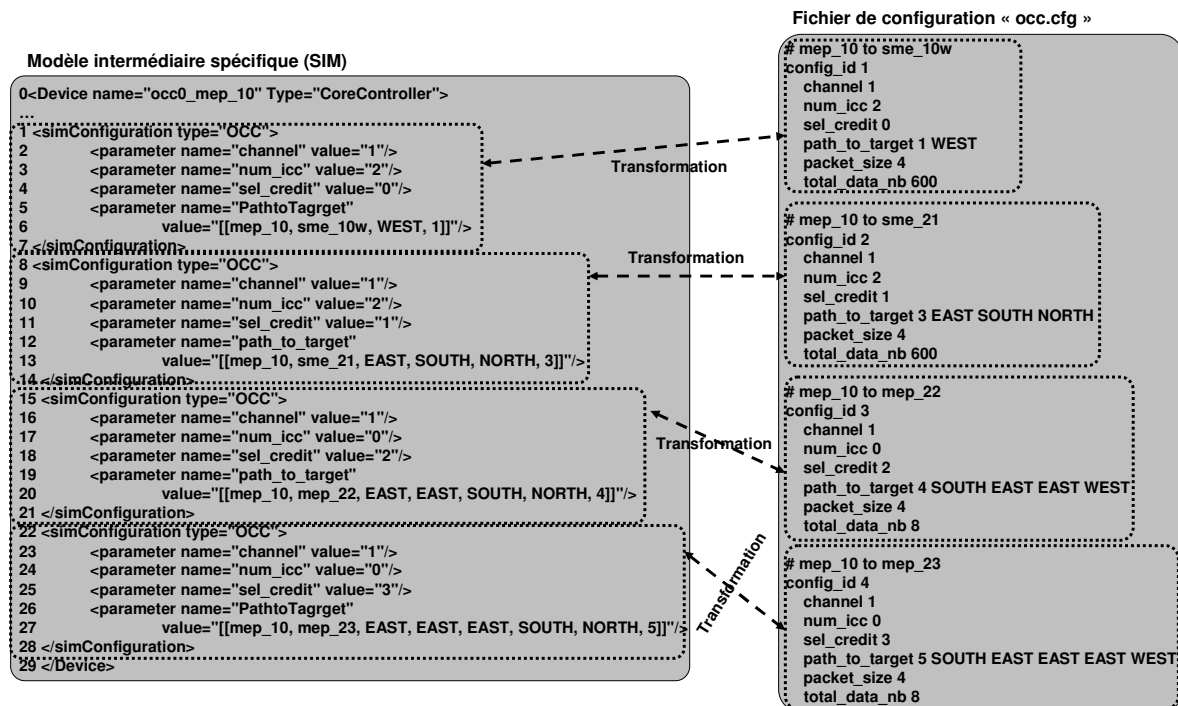 Modèle intermédiaire spécifique (SIM)
0<Device name="occ0_mep_10" Type="CoreController">
...
1 <simConfiguration type="OCC">
2 <parameter name="channel" value="1"/>
3 <parameter name="num_icc" value="2"/>
4 <parameter name="sel_credit" value="0"/>
5 <parameter name="PathtoTagrget"
6 value="[[mep_10, sme_10w, WEST, 1]]"/>
7 </simConfiguration>
8 <simConfiguration type="OCC">
9 <parameter name="channel" value="1"/>
10 <parameter name="num_icc" value="2"/>
11 <parameter name="sel_credit" value="1"/>
12 <parameter name="path_to_target"
13 value="[[mep_10, sme_21, EAST, SOUTH, NORTH, 3]]"/>
14 </simConfiguration>
15 <simConfiguration type="OCC">
16 <parameter name="channel" value="1"/>
17 <parameter name="num_icc" value="0"/>
18 <parameter name="sel_credit" value="2"/>
19 <parameter name="path_to_target"
20 value="[[mep_10, mep_22, EAST, EAST, SOUTH, NORTH, 4]]"/>
21 </simConfiguration>
22 <simConfiguration type="OCC">
23 <parameter name="channel" value="1"/>
24 <parameter name="num_icc" value="0"/>
25 <parameter name="sel_credit" value="3"/>
26 <parameter name="PathtoTagrget"
27 value="[[mep_10, mep_23, EAST, EAST, EAST, SOUTH, NORTH, 5]]"/>
28 </simConfiguration>
29 </Device>
Transformation
Transformation
Transformation
Transformation
Fichier de configuration « occ.cfg »
# mep_10 to sme_10w
config_id 1
channel 1
num_icc 2
sel_credit 0
path_to_target 1 WEST
packet_size 4
total_data_nb 600
# mep_10 to sme_21
config_id 2
channel 1
num_icc 2
sel_credit 1
path_to_target 3 EAST SOUTH NORTH
packet_size 4
total_data_nb 600
# mep_10 to mep_22
config_id 3
channel 1
num_icc 0
sel_credit 2
path_to_target 4 SOUTH EAST EAST WEST
packet_size 4
total_data_nb 8
# mep_10 to mep_23
config_id 4
channel 1
num_icc 0
sel_credit 3
path_to_target 5 SOUTH EAST EAST EAST WEST
packet_size 4
total_data_nb 8